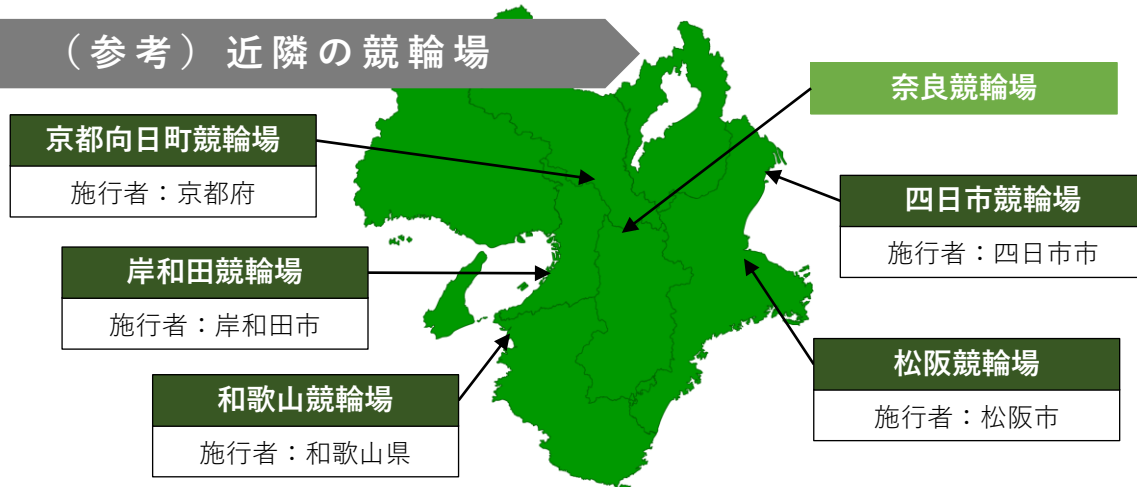 （参考）近隣の競輪場
奈良競輪場
京都向日町競輪場
施行者：京都府
四日市競輪場
施行者：四日市市
岸和田競輪場
施行者：岸和田市
松阪競輪場
施行者：松阪市
和歌山競輪場
施行者：和歌山県